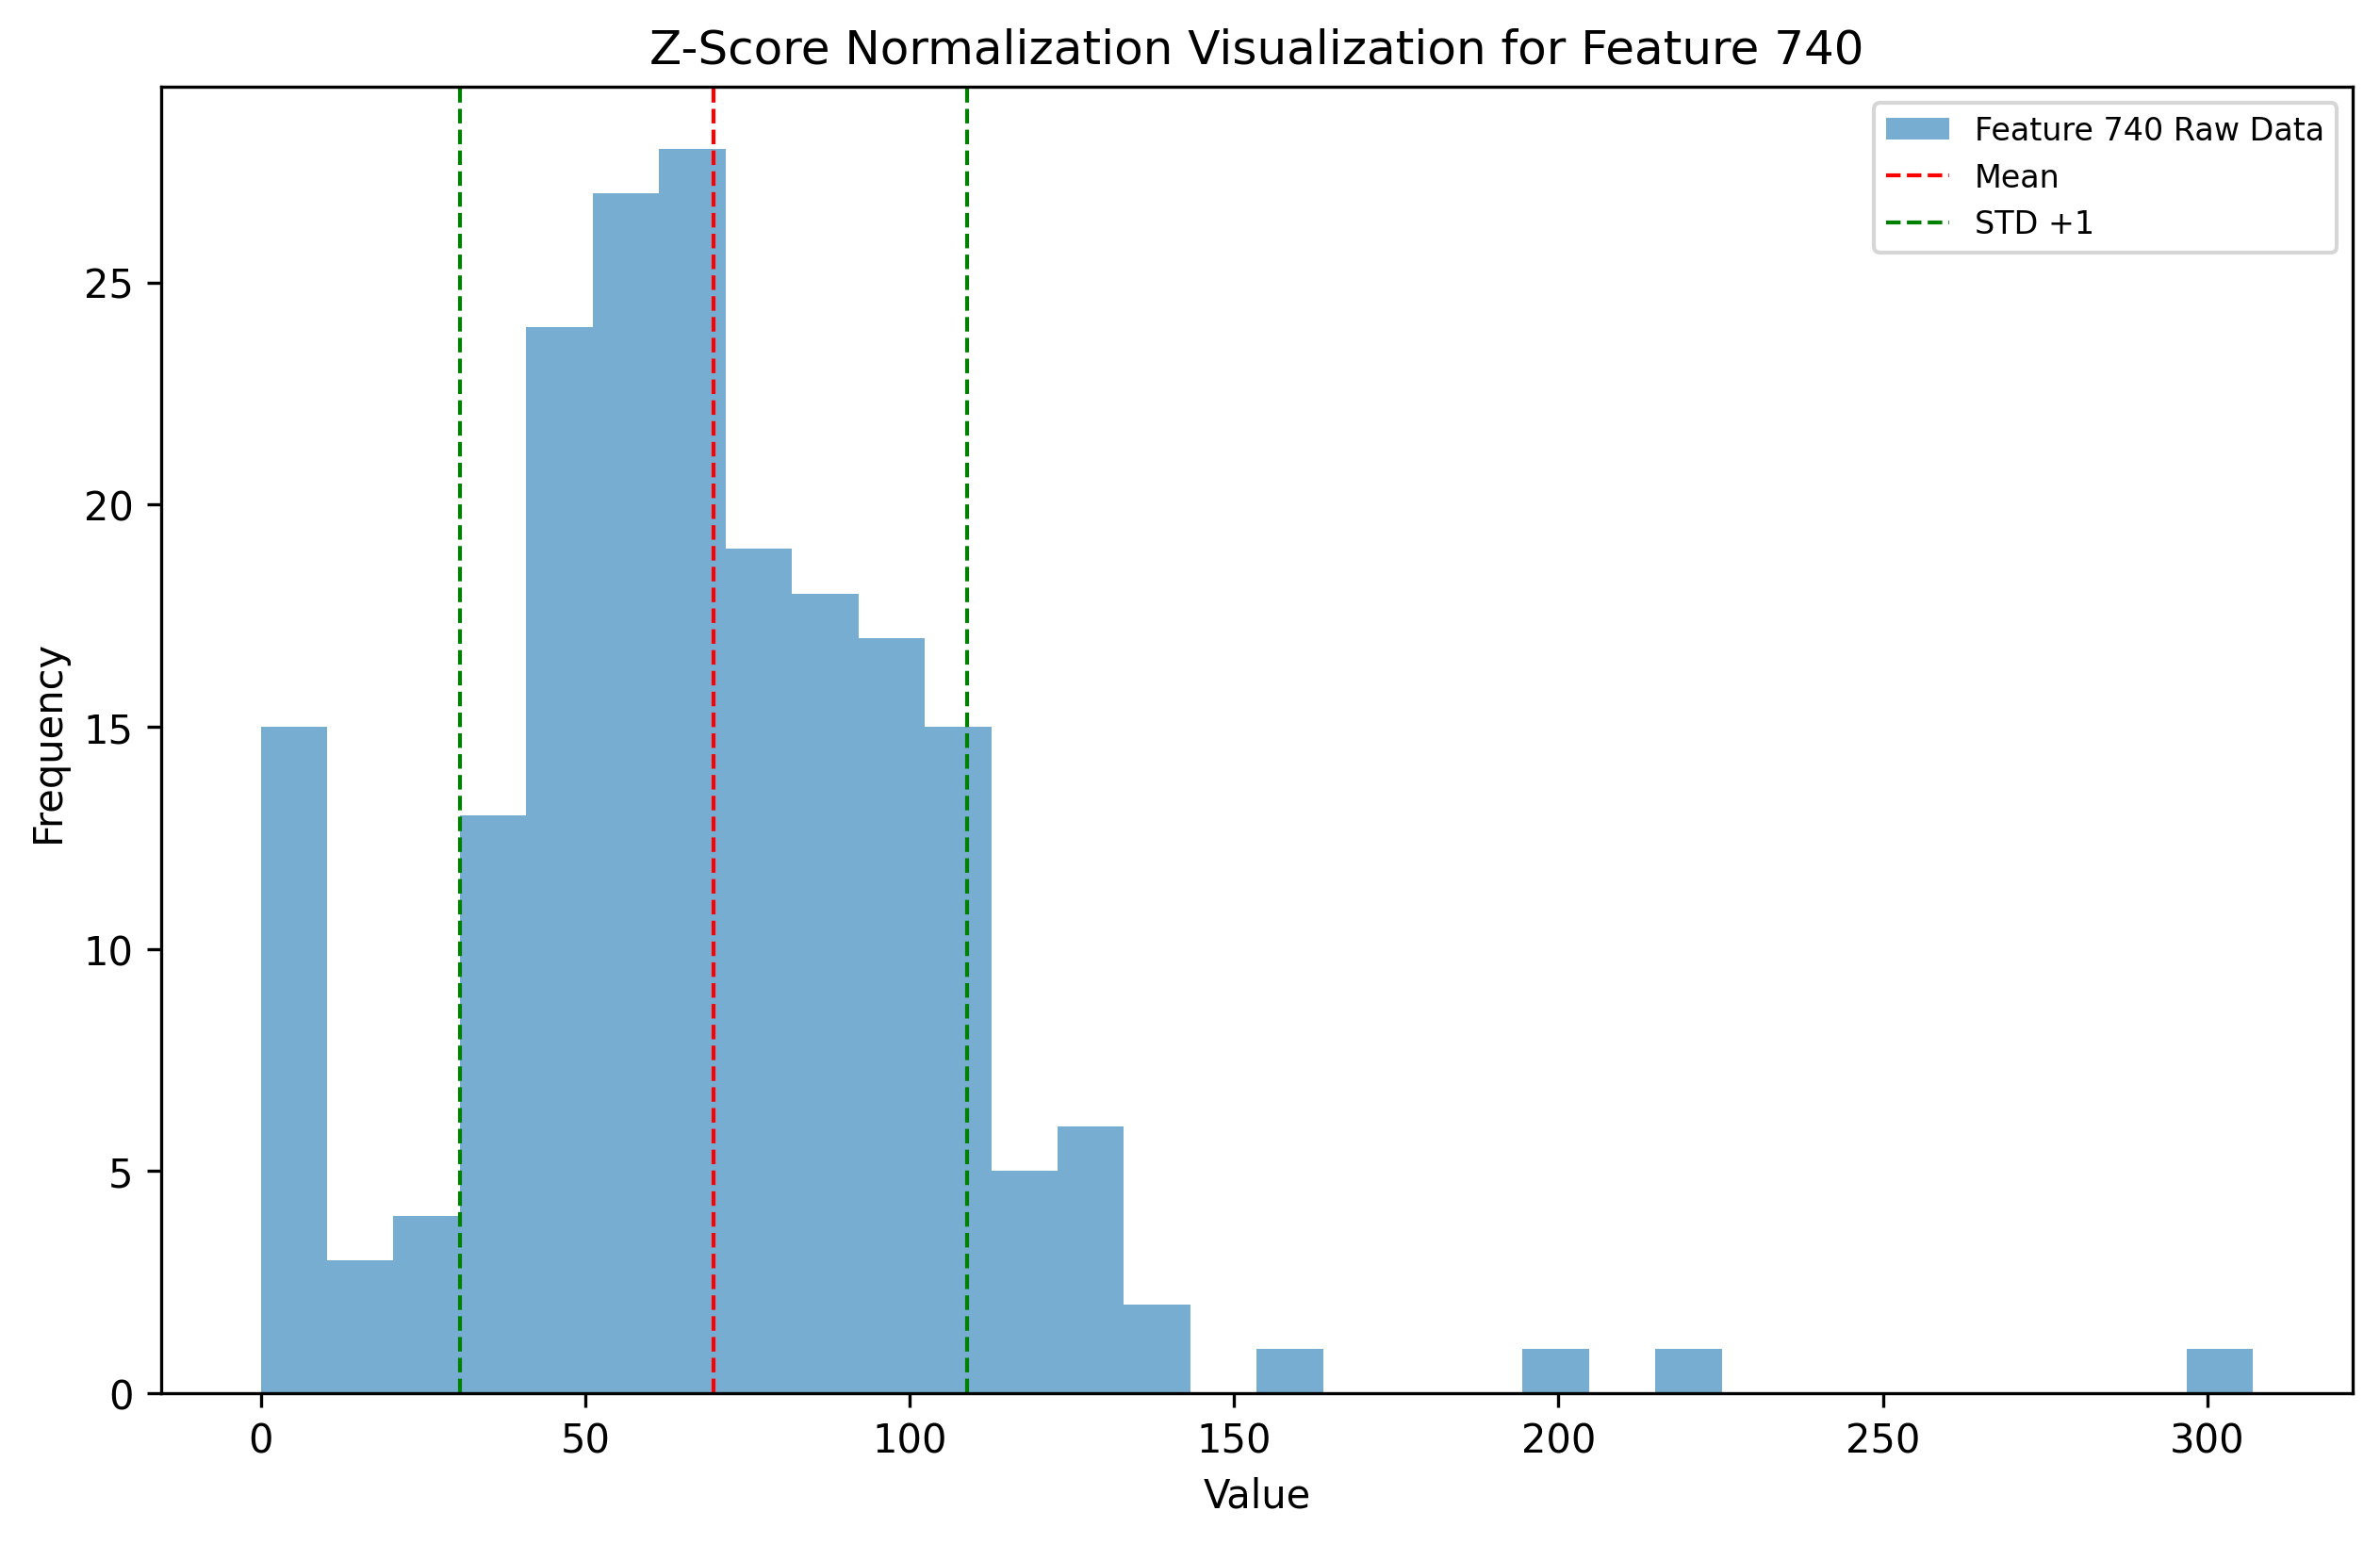 Z-Score Normalization Visualization for Feature 740
Feature 740 Raw Data
Mean
STD +1
Frequency
25
20
15
10
5
0
0 50 100 150 200 250 300
Value